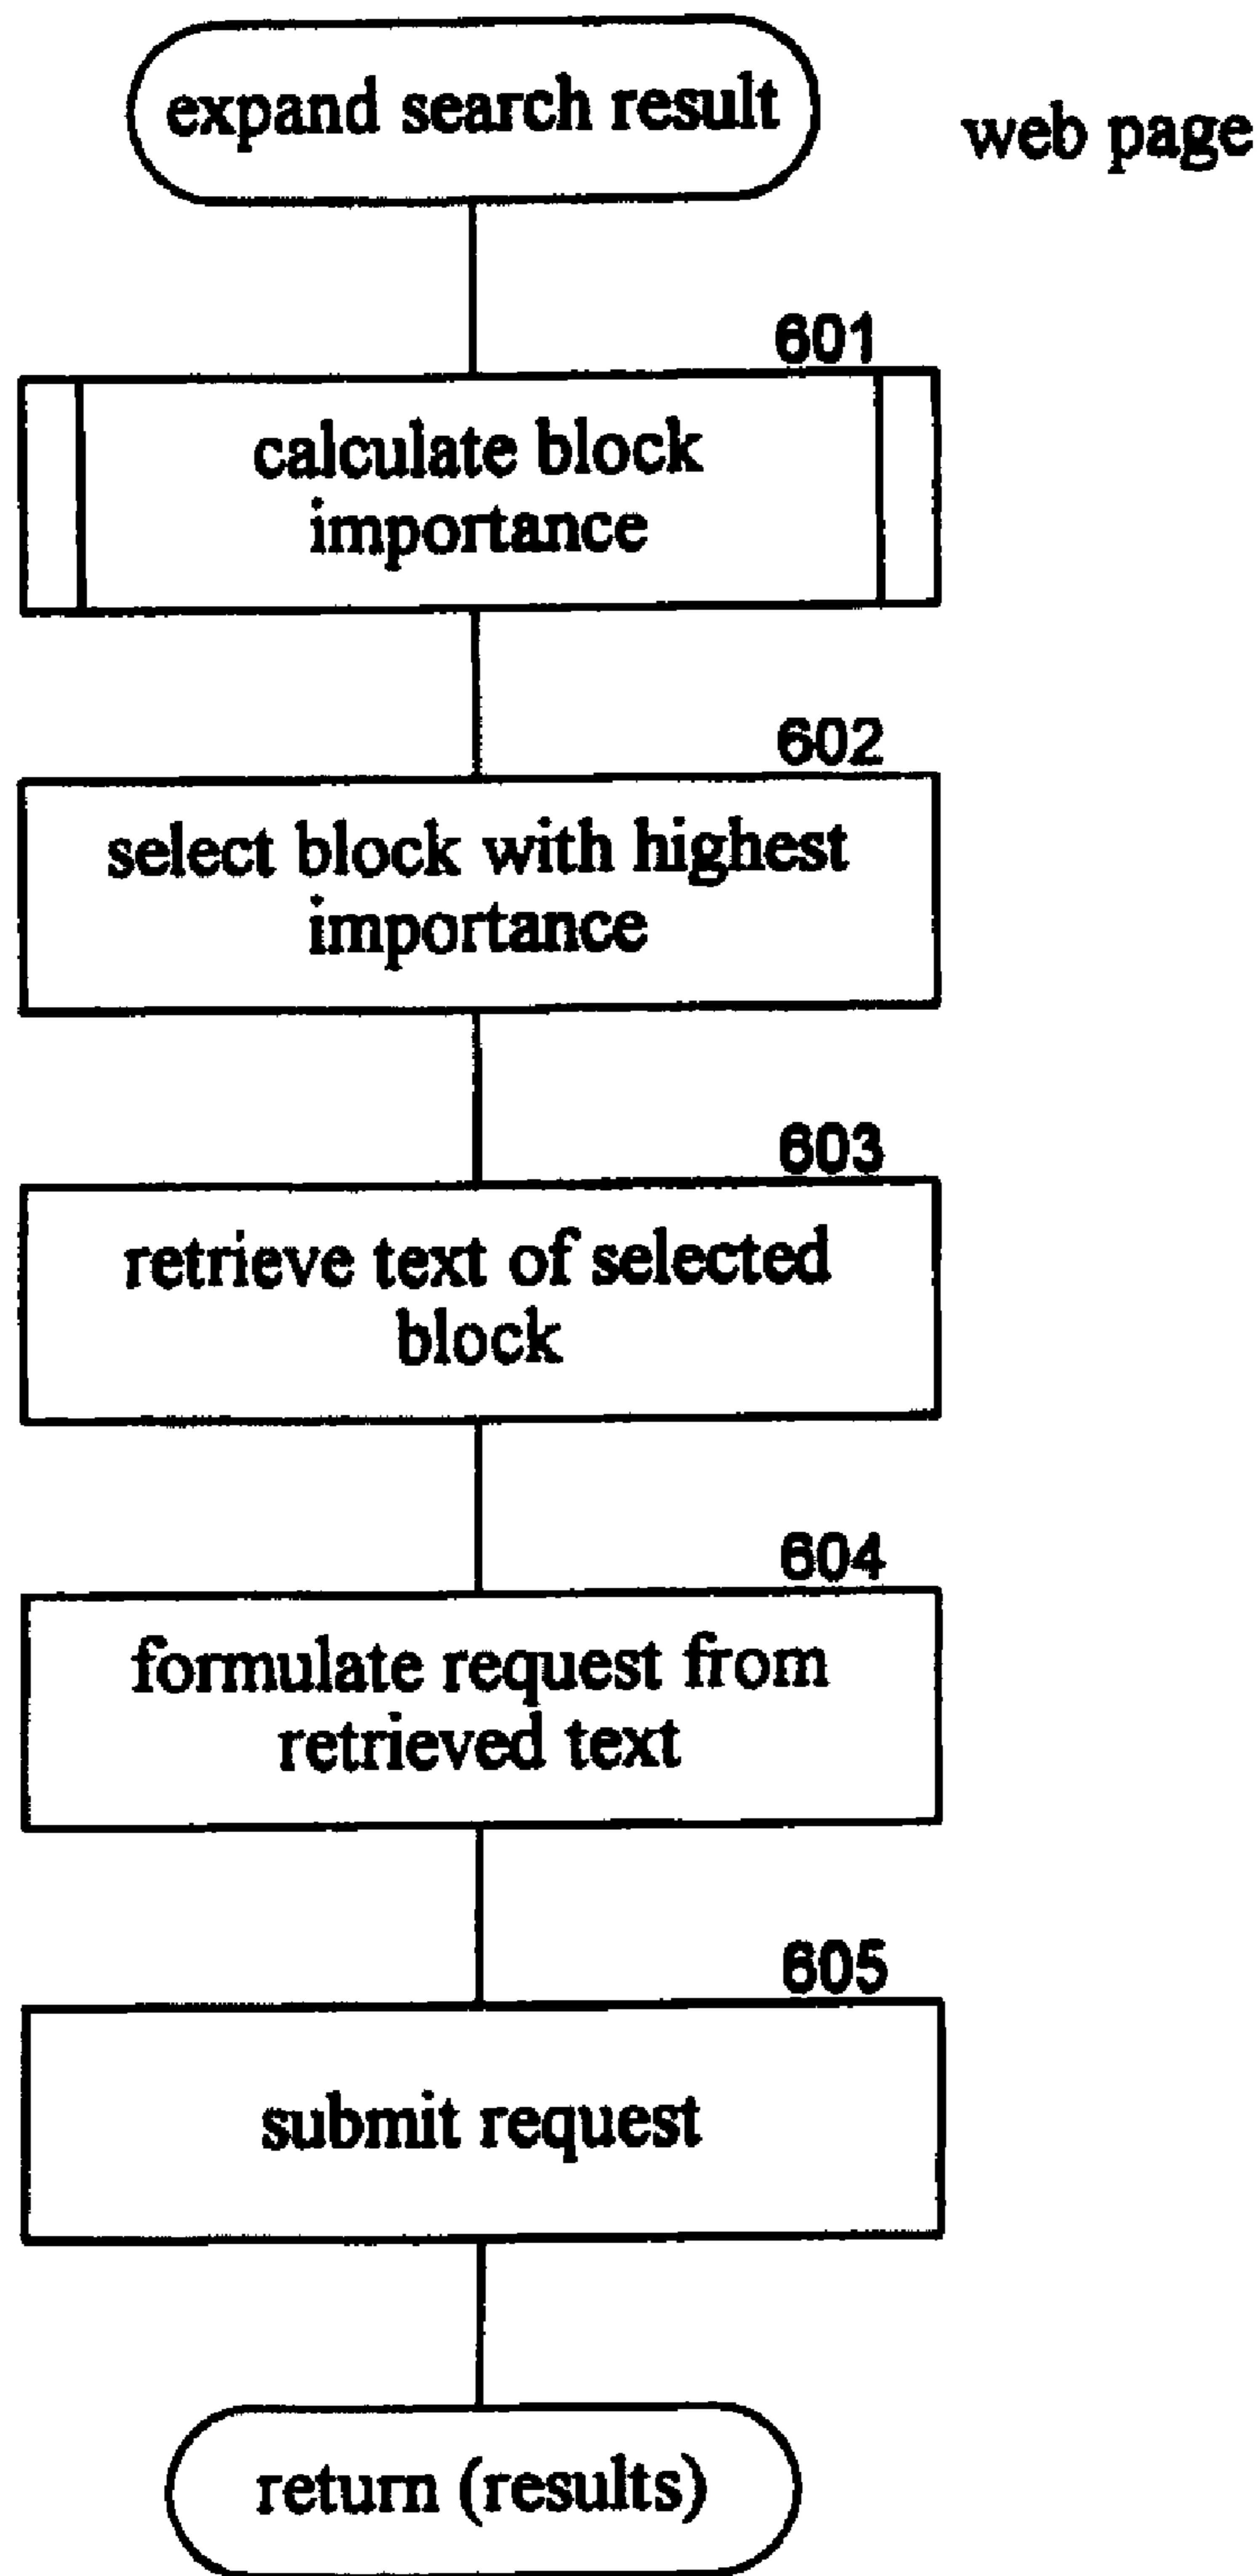 expand search result
web page
601
calculate block
importance
602
select block with highest
importance
603
retrieve text of selected
block
604
formulate request from
retrieved text
605
submit request
return (results)